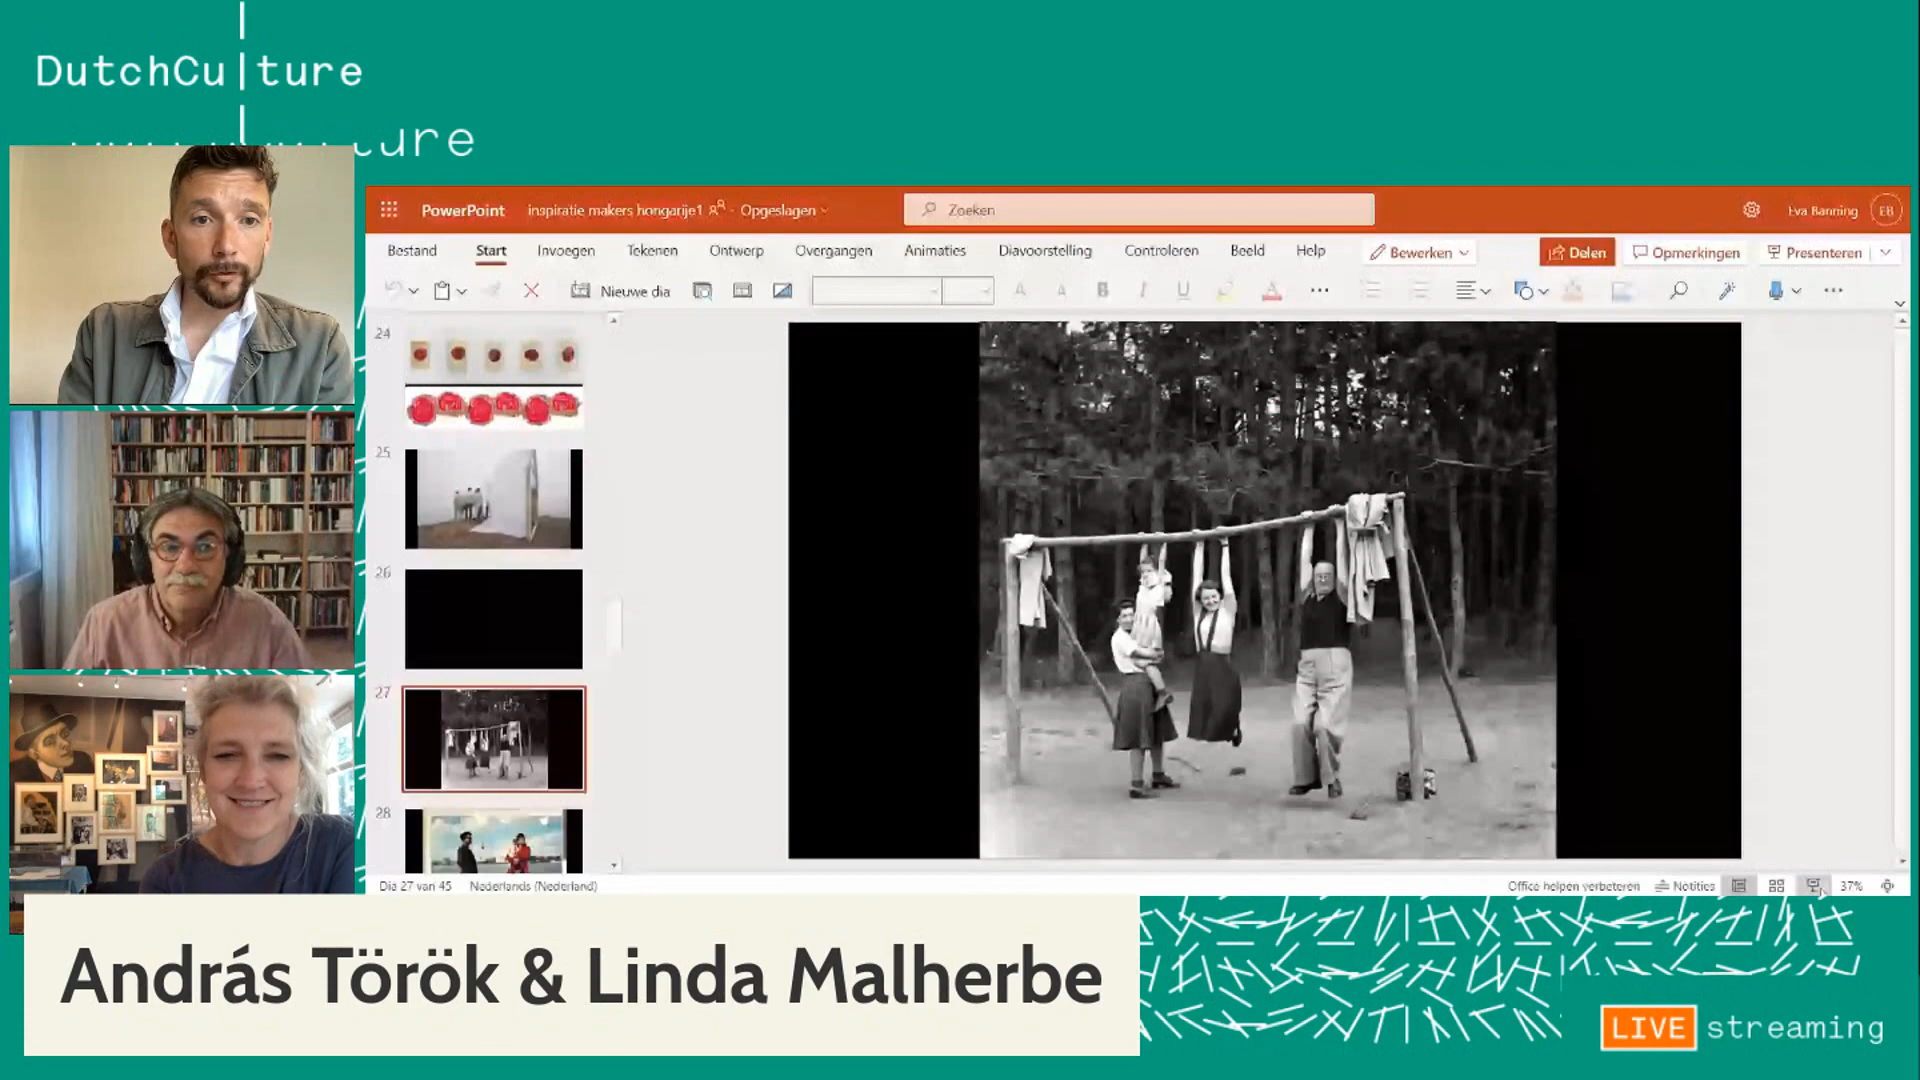 DutchCu|ture
ture
PowerPoint inspiratie makers hongarije1 - Opgeslagen
Zoeken
Eva Banning EB
Bestand Start Invoegen Tekenen Ontwerp Overgangen Animaties Diavoorstelling Controleren Beeld Help Bewerken Delen Opmerkingen Presenteren
Nieuwe dia
24
25
26
27
28
Dia 27 van 45 Nederlands (Nederland) Office helpen verbeteren Notities 37%
András Török & Linda Malherbe
LIVE streaming